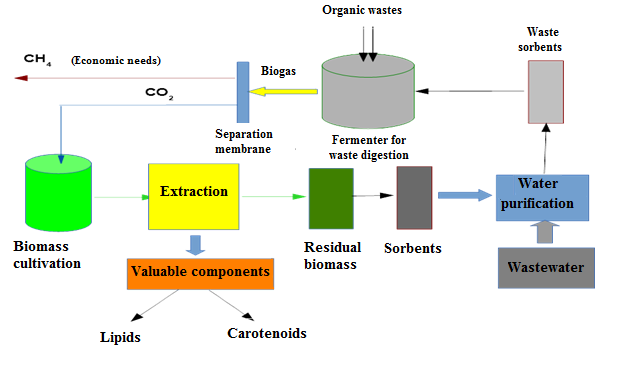 Organic wastes
Waste
sorbents
CH4
(Economic needs)
Biogas
CO2
Separation
membrane
Fermenter for
waste digestion
Extraction
Water
purification
Biomass
cultivation
Residual
biomass
Sorbents
Wastewater
Valuable components
Lipids
Carotenoids